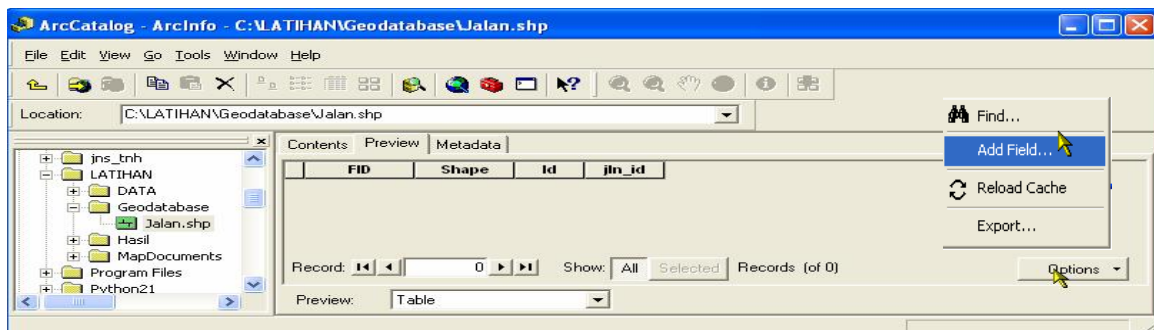 ArcCatalog - ArcInfo - C:\LATIHAN\Geodatabase\Jalan.shp
File Edit View Go Tools Window Help
Location: C:\LATIHAN\Geodatabase\Jalan.shp
jns_tnh
LATIHAN
DATA
Geodatabase
Jalan.shp
Hasil
MapDocuments
Program Files
Python21
Contents Preview Metadata
FID Shape Id jln_id
Record: 0 Show: All Selected Records (of 0)
Preview: Table
Find...
Add Field...
Reload Cache
Export...
Options